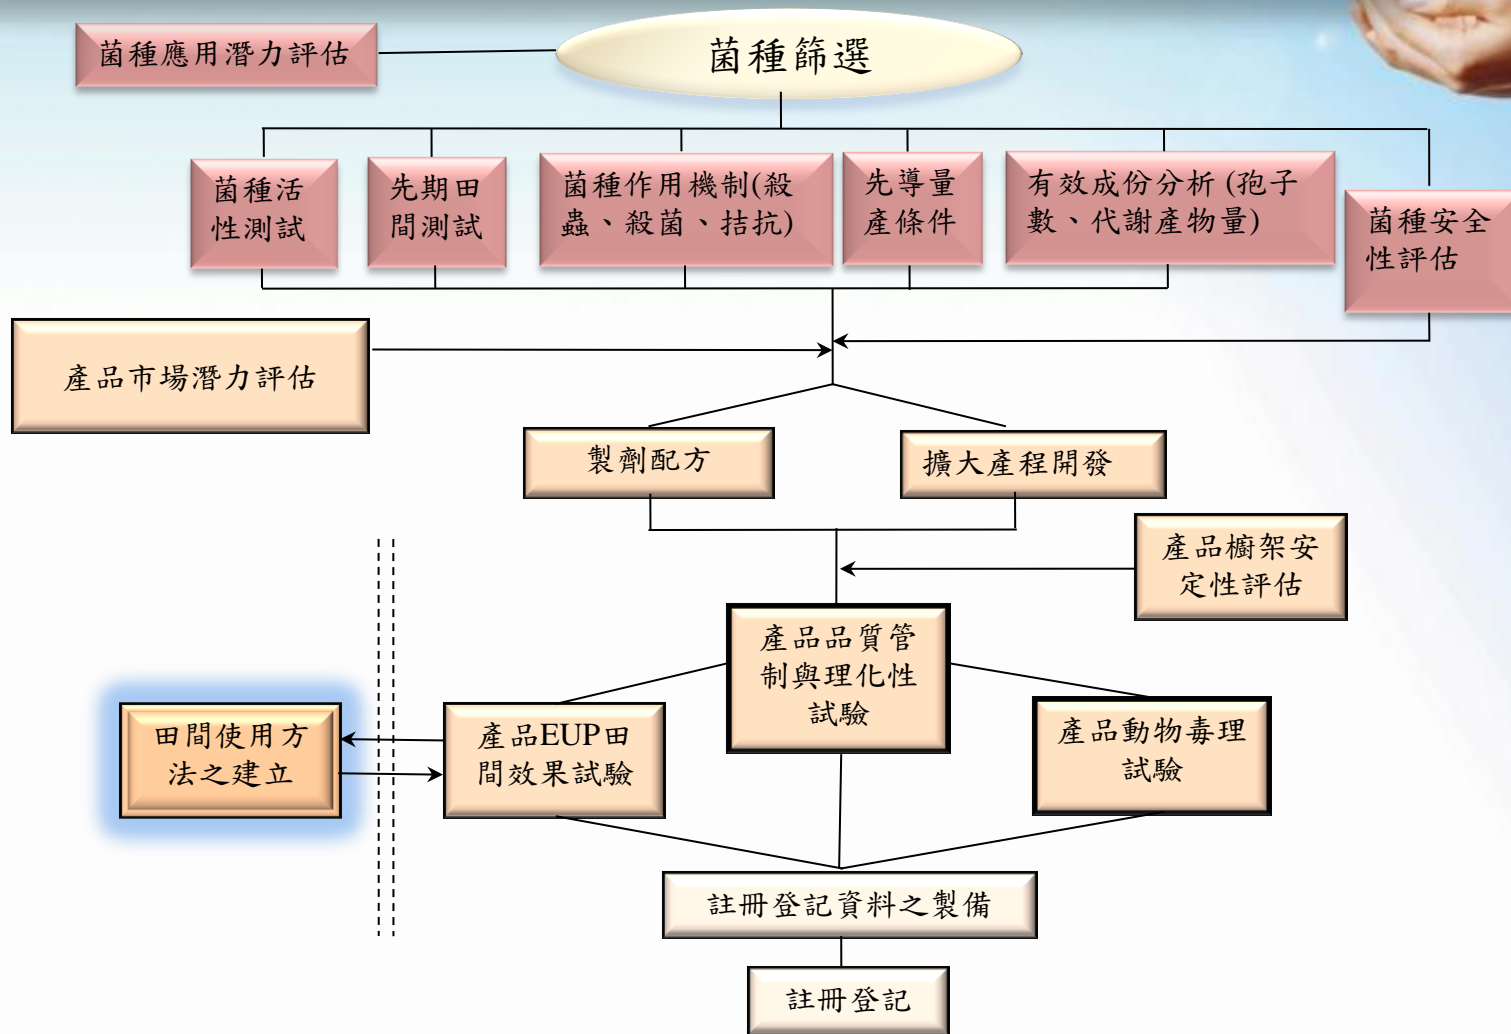 菌種應用潛力評估
菌種篩選
菌種活
性測試
先期田
間測試
菌種作用機制(殺
蟲、殺菌、拮抗)
先導量
產條件
有效成份分析 (孢子
數、代謝產物量)
菌種安全
性評估
產品市場潛力評估
製劑配方
擴大產程開發
產品櫥架安
定性評估
產品品質管
制與理化性
試驗
田間使用方
法之建立
產品EUP田
間效果試驗
產品動物毒理
試驗
註冊登記資料之製備
註冊登記